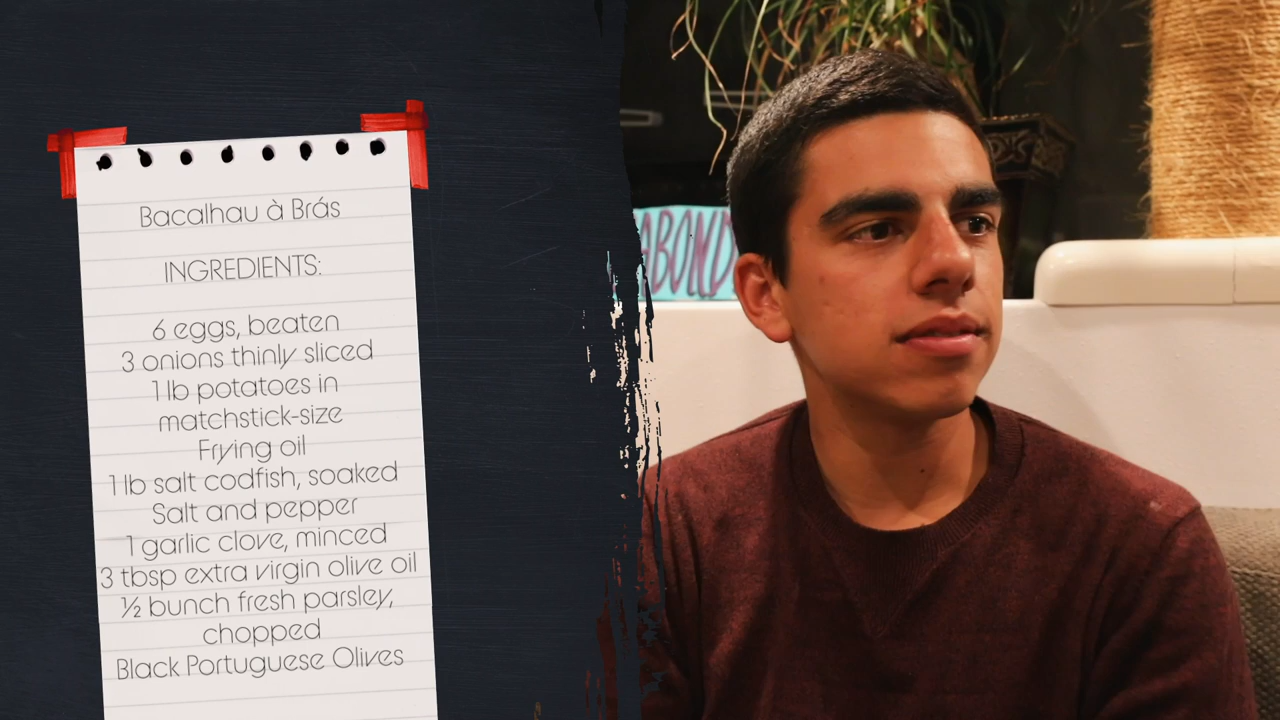 Bacalhau à Brás
INGREDIENTS:
6 eggs, beaten
3 onions thinly sliced
1 lb potatoes in
matchstick-size
Frying oil
1 lb salt codfish, soaked
Salt and pepper
1 garlic clove, minced
3 tbsp extra virgin olive oil
½ bunch fresh parsley,
chopped
Black Portuguese Olives
ABOND